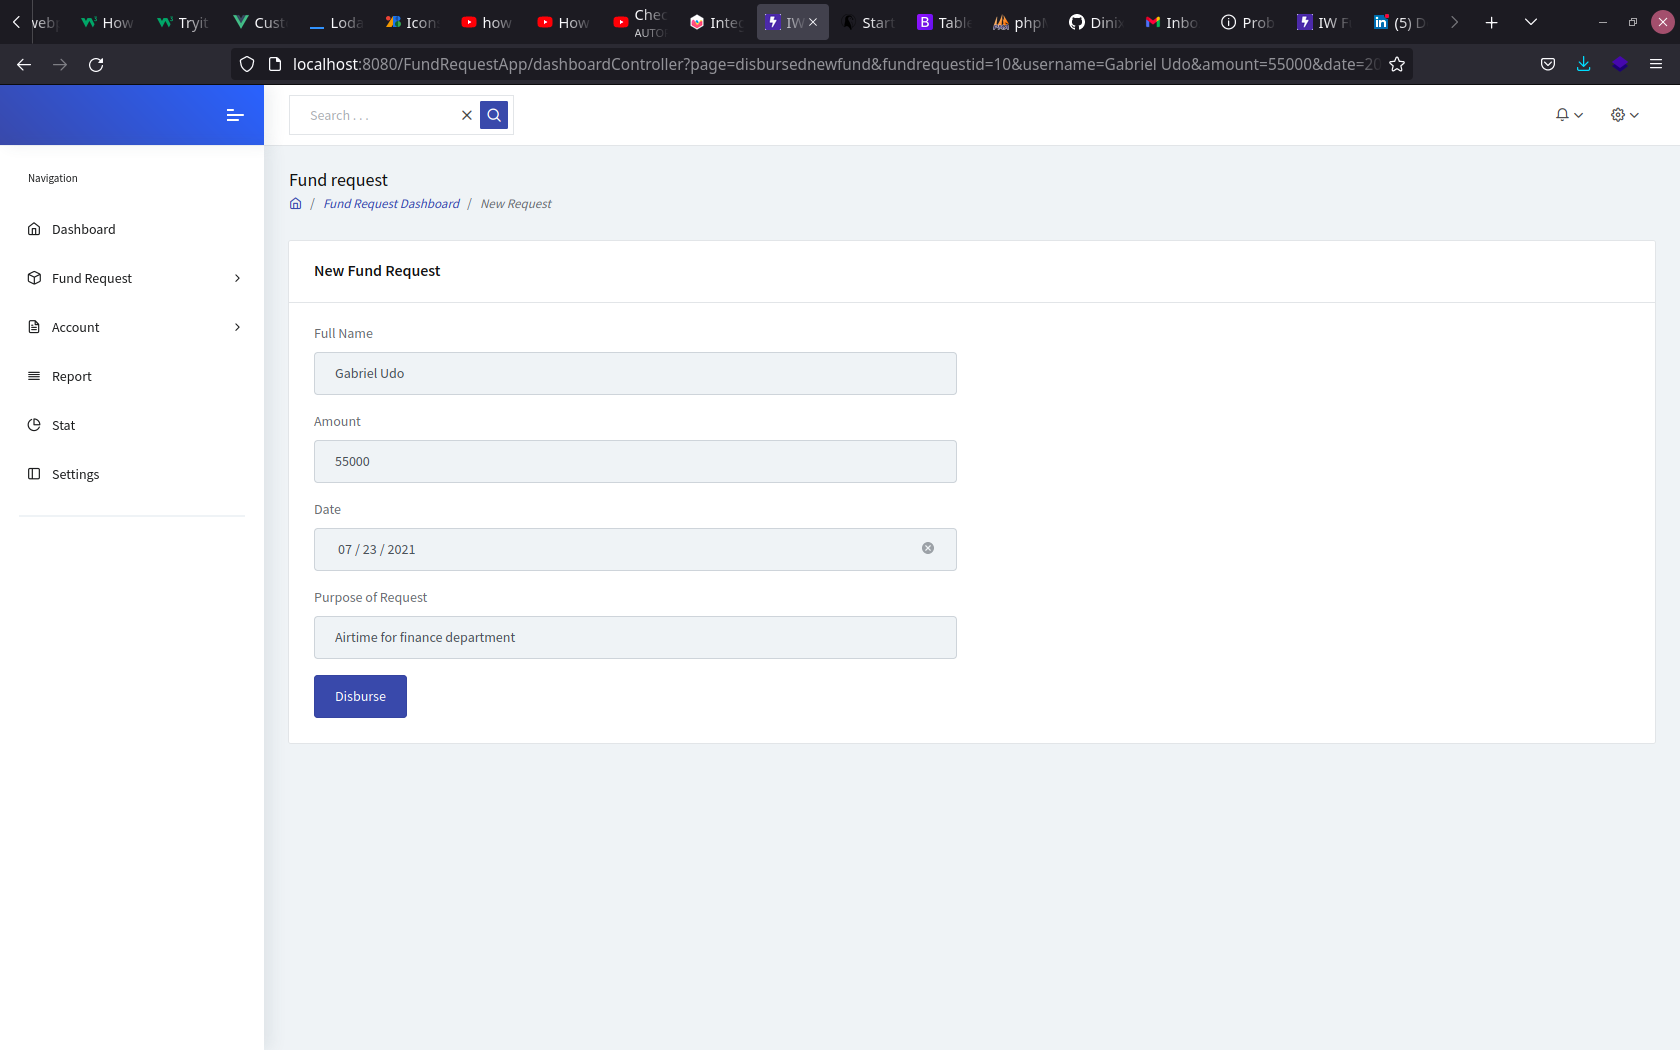 How
Tryit
Cust
Loda
Icon
how
How
Chec
AUTO
Integ
IW
Start
B Table
php
Dinix
Inbo
Prob
IW F
in (5) D
localhost:8080/FundRequestApp/dashboardController?page=disbursednewfund&fundrequestid=10&username=Gabriel Udo&amount=55000&date=20
Search . . .
Navigation
Dashboard
Fund Request
Account
Report
Stat
Settings
Fund request
/ Fund Request Dashboard / New Request
New Fund Request
Full Name
Gabriel Udo
Amount
55000
Date
07 / 23 / 2021
Purpose of Request
Airtime for finance department
Disburse